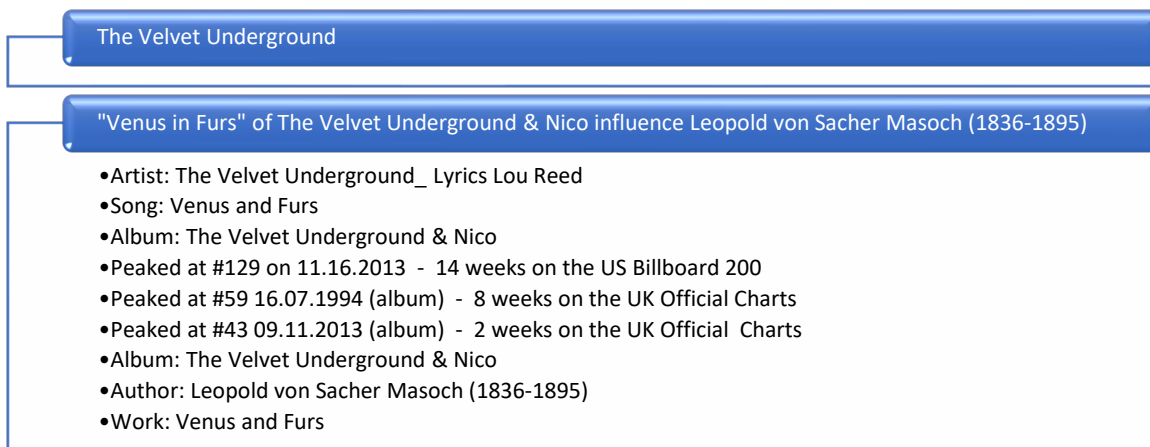 The Velvet Underground
"Venus in Furs" of The Velvet Underground & Nico influence Leopold von Sacher Masoch (1836-1895)
•Artist: The Velvet Underground_ Lyrics Lou Reed
•Song: Venus and Furs
•Album: The Velvet Underground & Nico
•Peaked at #129 on 11.16.2013 - 14 weeks on the US Billboard 200
•Peaked at #59 16.07.1994 (album) - 8 weeks on the UK Official Charts
•Peaked at #43 09.11.2013 (album) - 2 weeks on the UK Official Charts
•Album: The Velvet Underground & Nico
•Author: Leopold von Sacher Masoch (1836-1895)
•Work: Venus and Furs